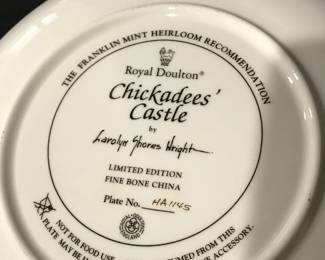 THE FRANKLIN MINT HEIRLOOM RECOMMENDATION
Royal Doulton®
Chickadees'
Castle
by
Carolyn Shores Wright
LIMITED EDITION
FINE BONE CHINA
Plate No. HA1145
NOT FOR FOOD USE
PLATE MAY BE
UMED FROM THIS
E ACCESSORY.